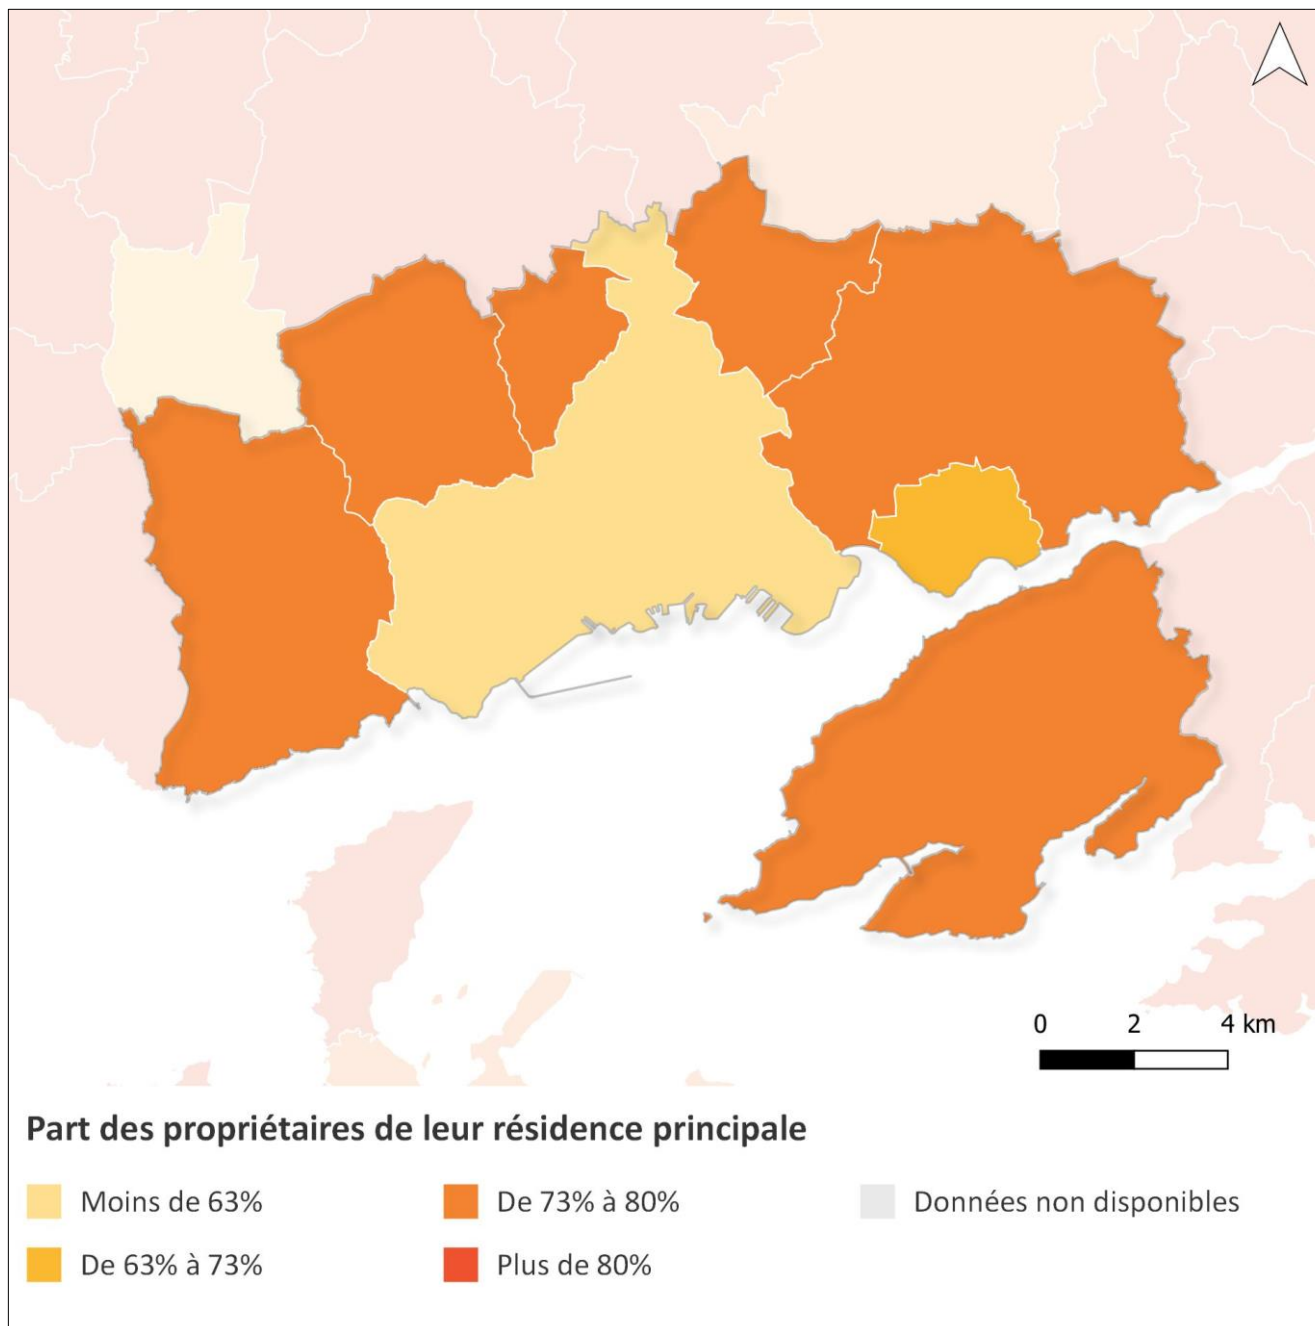 0 2 4 km
Part des propriétaires de leur résidence principale
Moins de 63% De 73% à 80% Données non disponibles
De 63% à 73% Plus de 80%